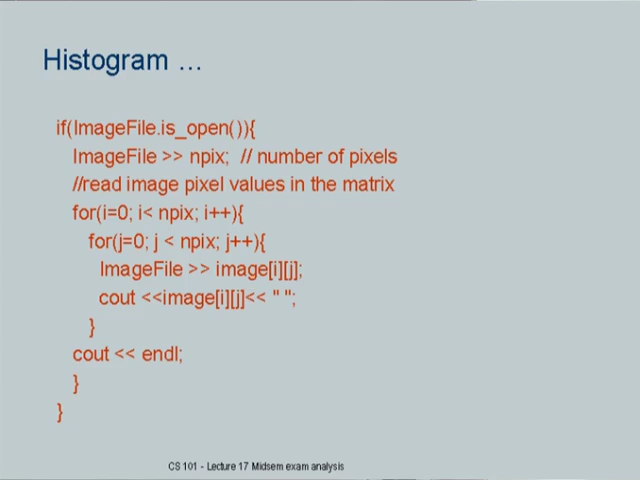 Histogram ...
if(ImageFile.is_open()){
ImageFile >> npix; // number of pixels
//read image pixel values in the matrix
for(i=0; i< npix; i++){
for(j=0; j < npix; j++){
ImageFile >> image[i][j];
cout <<image[i][j]<< " ";
}
cout << endl;
}
}
CS 101 - Lecture 17 Midsem exam analysis